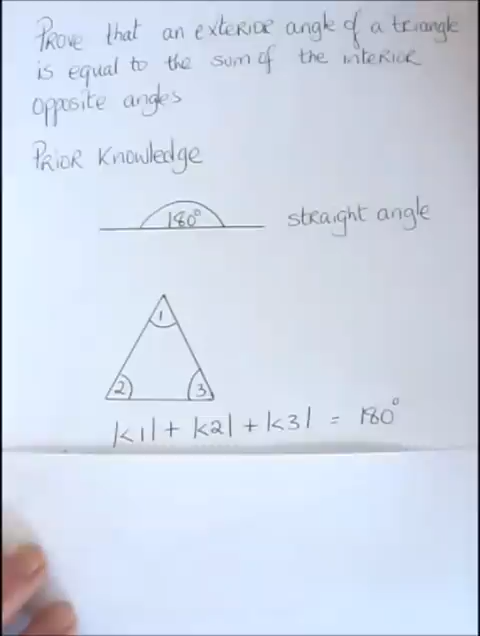 Prove that an exterior angle of a triangle
is equal to the sum of the interior
opposite angles
Prior Knowledge
180° straight angle
1
2 3
|<1| + |<2| + |<3| = 180°